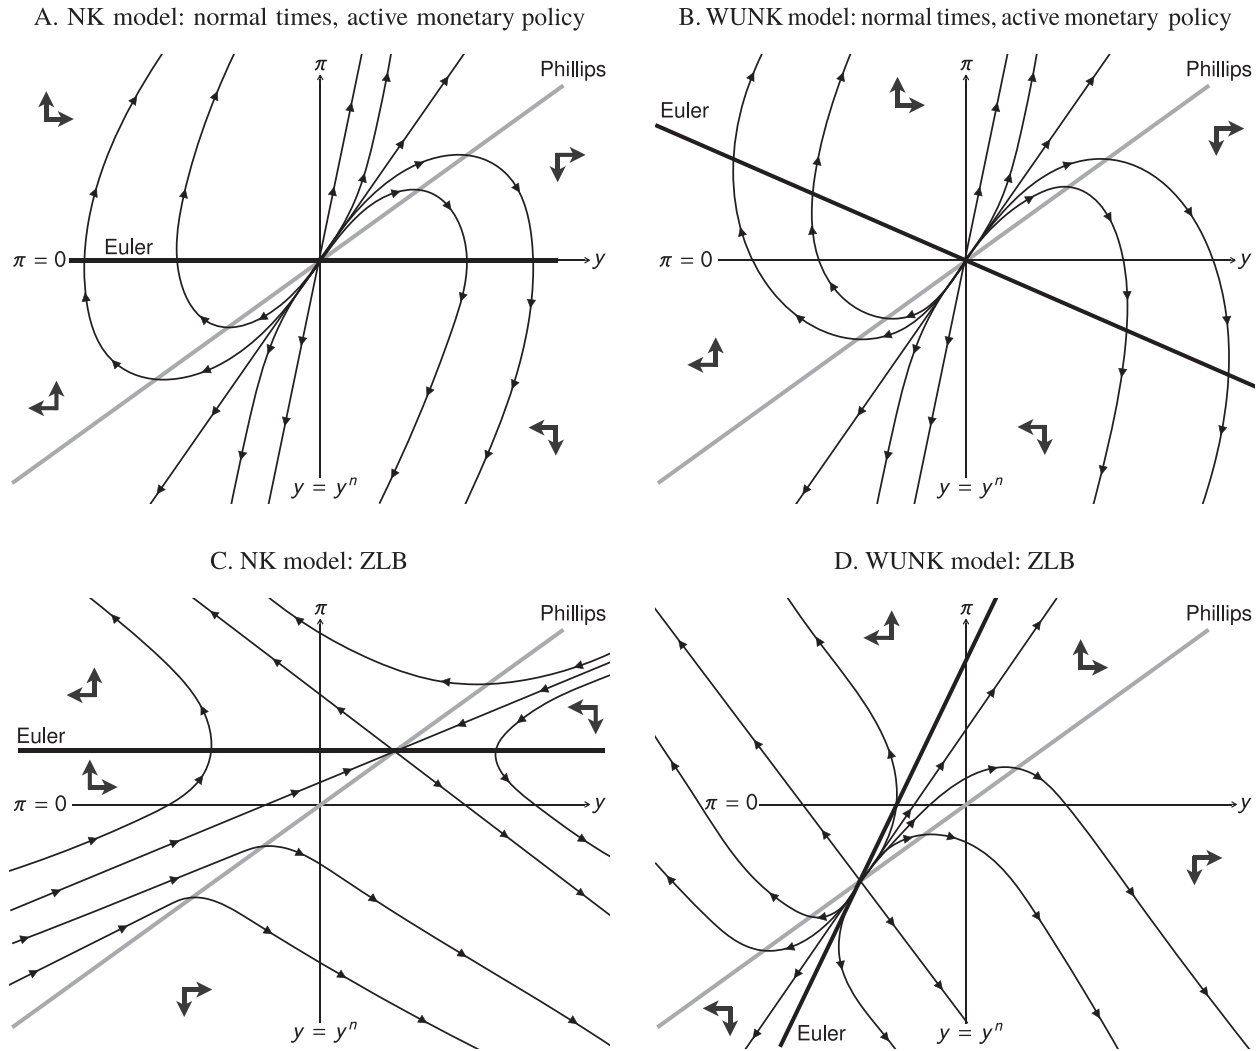 A. NK model: normal times, active monetary policy
π
Phillips
Euler
π = 0
y
y = yⁿ
B. WUNK model: normal times, active monetary policy
π
Phillips
Euler
π = 0
y
y = yⁿ
C. NK model: ZLB
π
Phillips
Euler
π = 0
y
y = yⁿ
D. WUNK model: ZLB
π
Phillips
π = 0
y
Euler
y = yⁿ